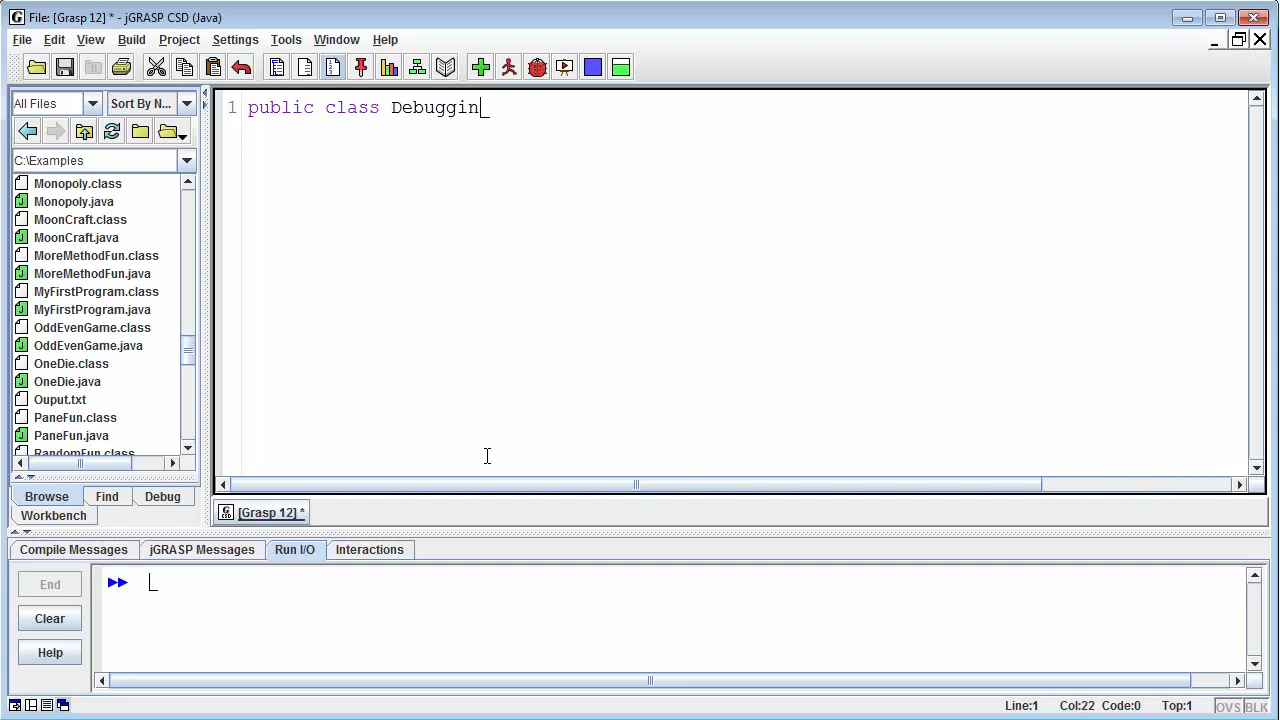 File: [Grasp 12] * - jGRASP CSD (Java)
File Edit View Build Project Settings Tools Window Help
All Files
Sort By N...
C:\Examples
Monopoly.class
Monopoly.java
MoonCraft.class
MoonCraft.java
MoreMethodFun.class
MoreMethodFun.java
MyFirstProgram.class
MyFirstProgram.java
OddEvenGame.class
OddEvenGame.java
OneDie.class
OneDie.java
Ouput.txt
PaneFun.class
PaneFun.java
RandomFun.class
Browse Find Debug
Workbench
1 public class Debuggin
[Grasp 12] *
Compile Messages jGRASP Messages Run I/O Interactions
End
Clear
Help
Line:1 Col:22 Code:0 Top:1 OVS BLK